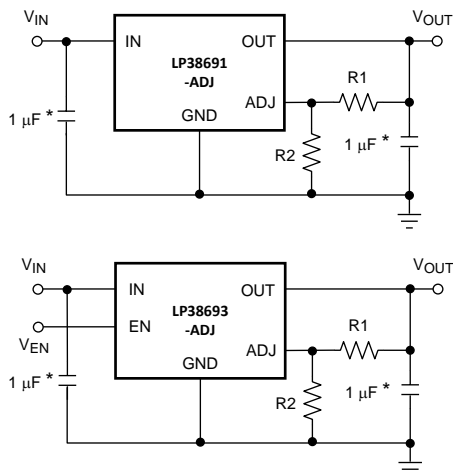 VIN
VOUT
IN
OUT
LP38691
-ADJ
R1
ADJ
1 µF *
GND
R2
1 µF *
VIN
VOUT
IN
OUT
LP38693
-ADJ
EN
R1
VEN
ADJ
GND
1 µF *
R2
1 µF *